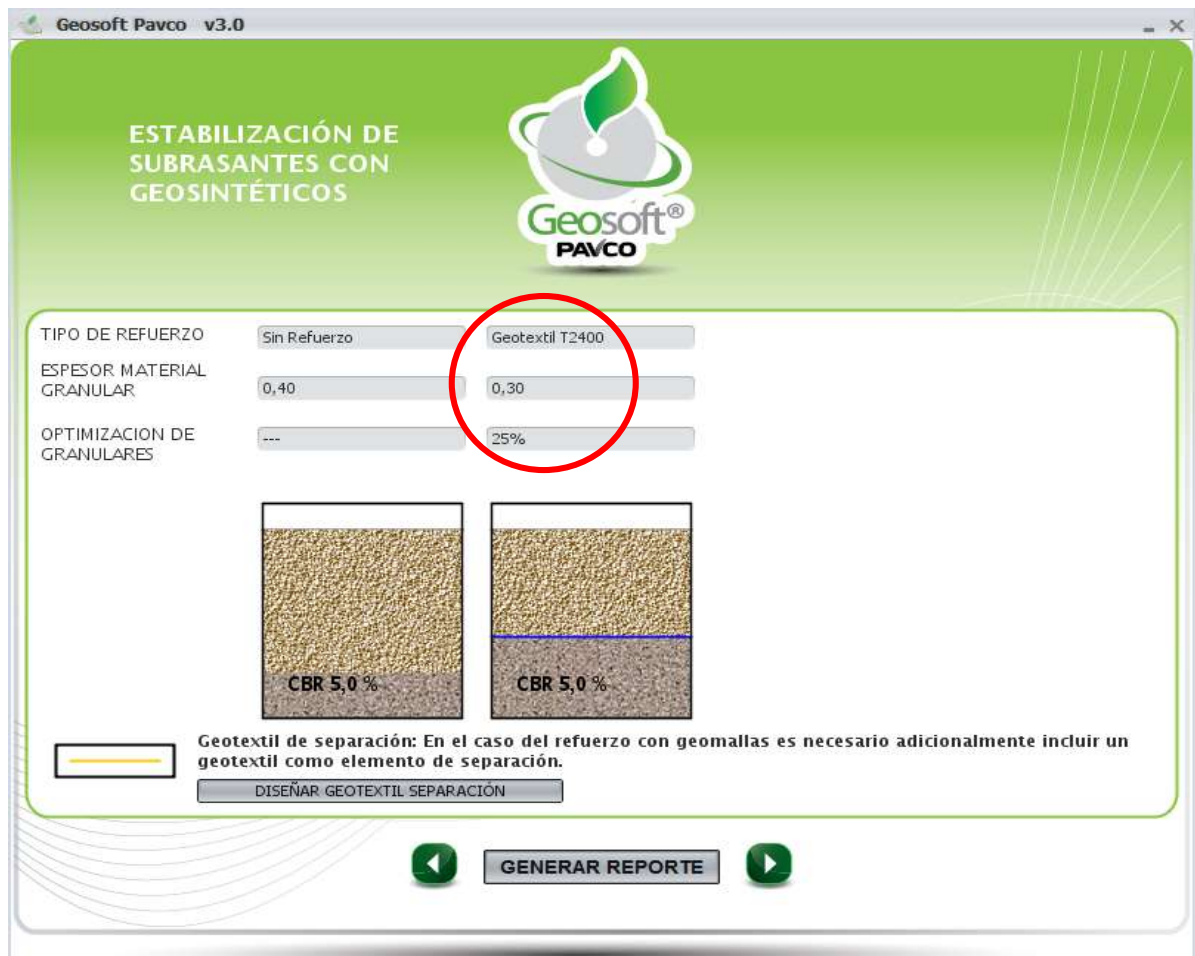 Geosoft Pavco v3.0
ESTABILIZACIÓN DE
SUBRASANTES CON
GEOSINTÉTICOS
Geosoft®
PAVCO
TIPO DE REFUERZO
Sin Refuerzo
Geotextil T2400
ESPESOR MATERIAL
GRANULAR
0,40
0,30
OPTIMIZACION DE
GRANULARES
---
25%
CBR 5,0 %
CBR 5,0 %
Geotextil de separación: En el caso del refuerzo con geomallas es necesario adicionalmente incluir un
geotextil como elemento de separación.
DISEÑAR GEOTEXTIL SEPARACIÓN
GENERAR REPORTE